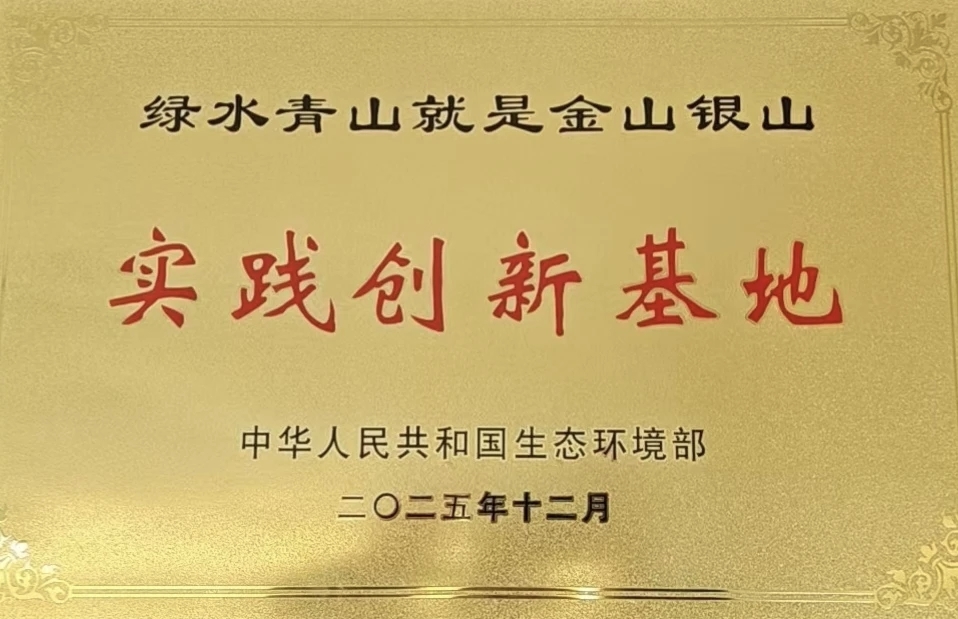 绿水青山就是金山银山
实践创新基地
中华人民共和国生态环境部
二〇二五年十二月